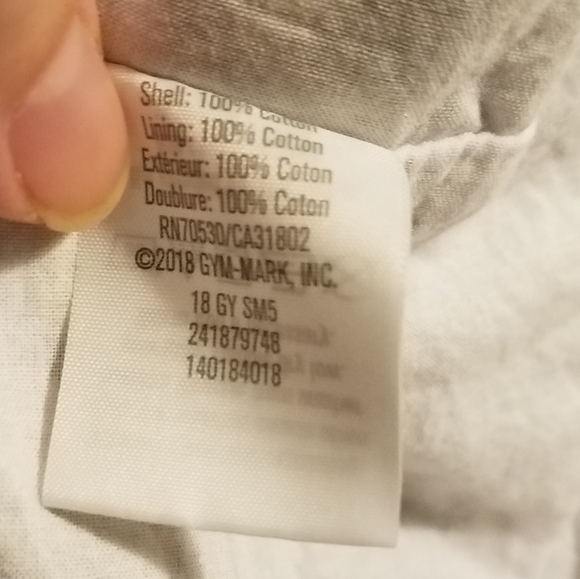 Shell: 100% Cotton
Lining: 100% Cotton
Extérieur: 100% Coton
Doublure: 100% Coton
RN70530/CA31802
©2018 GYM-MARK, INC.
18 GY SM5
241879748
140184018